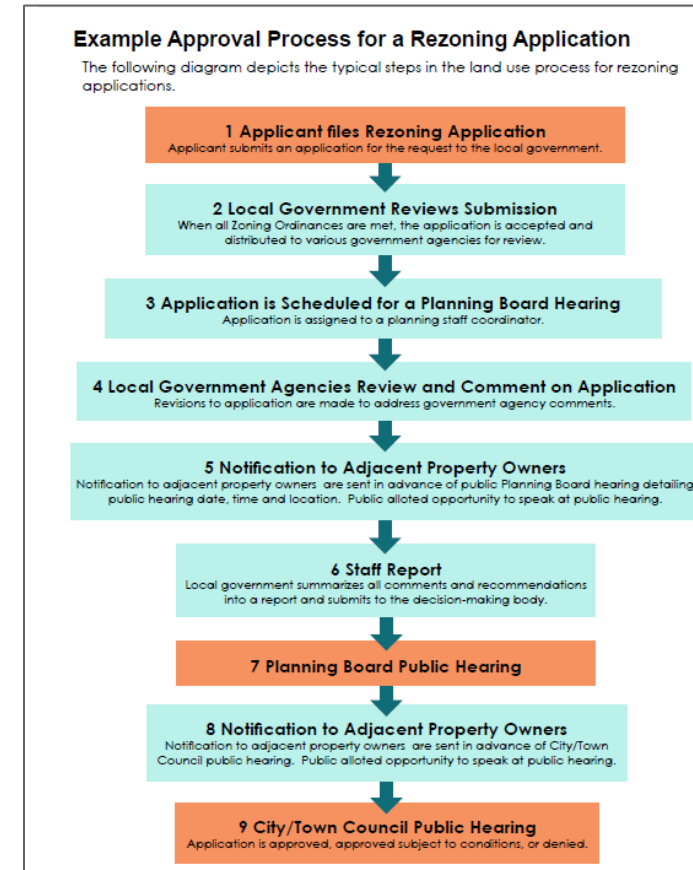 Example Approval Process for a Rezoning Application
The following diagram depicts the typical steps in the land use process for rezoning
applications.
1 Applicant files Rezoning Application
Applicant submits an application for the request to the local government.
2 Local Government Reviews Submission
When all Zoning Ordinances are met, the application is accepted and
distributed to various government agencies for review.
3 Application is Scheduled for a Planning Board Hearing
Application is assigned to a planning staff coordinator.
4 Local Government Agencies Review and Comment on Application
Revisions to application are made to address government agency comments.
5 Notification to Adjacent Property Owners
Notification to adjacent property owners are sent in advance of public Planning Board hearing detailing
public hearing date, time and location. Public alloted opportunity to speak at public hearing.
6 Staff Report
Local government summarizes all comments and recommendations
into a report and submits to the decision-making body.
7 Planning Board Public Hearing
8 Notification to Adjacent Property Owners
Notification to adjacent property owners are sent in advance of City/Town
Council public hearing. Public alloted opportunity to speak at public hearing.
9 City/Town Council Public Hearing
Application is approved, approved subject to conditions, or denied.